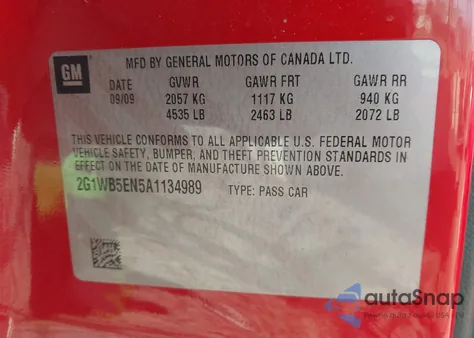 MFD BY GENERAL MOTORS OF CANADA LTD.
GM
DATE GVWR GAWR FRT GAWR RR
09/09 2057 KG 1117 KG 940 KG
4535 LB 2463 LB 2072 LB
THIS VEHICLE CONFORMS TO ALL APPLICABLE U.S. FEDERAL MOTOR
VEHICLE SAFETY, BUMPER, AND THEFT PREVENTION STANDARDS IN
EFFECT ON THE DATE OF MANUFACTURE SHOWN ABOVE.
2G1WB5EN5A1134989 TYPE: PASS CAR
autoSnap